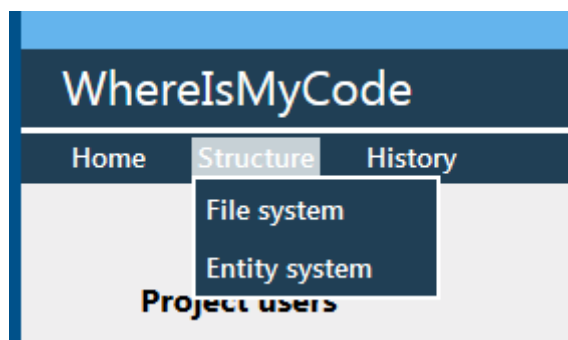 WhereIsMyCode
Home Structure History
File system
Entity system
Project users